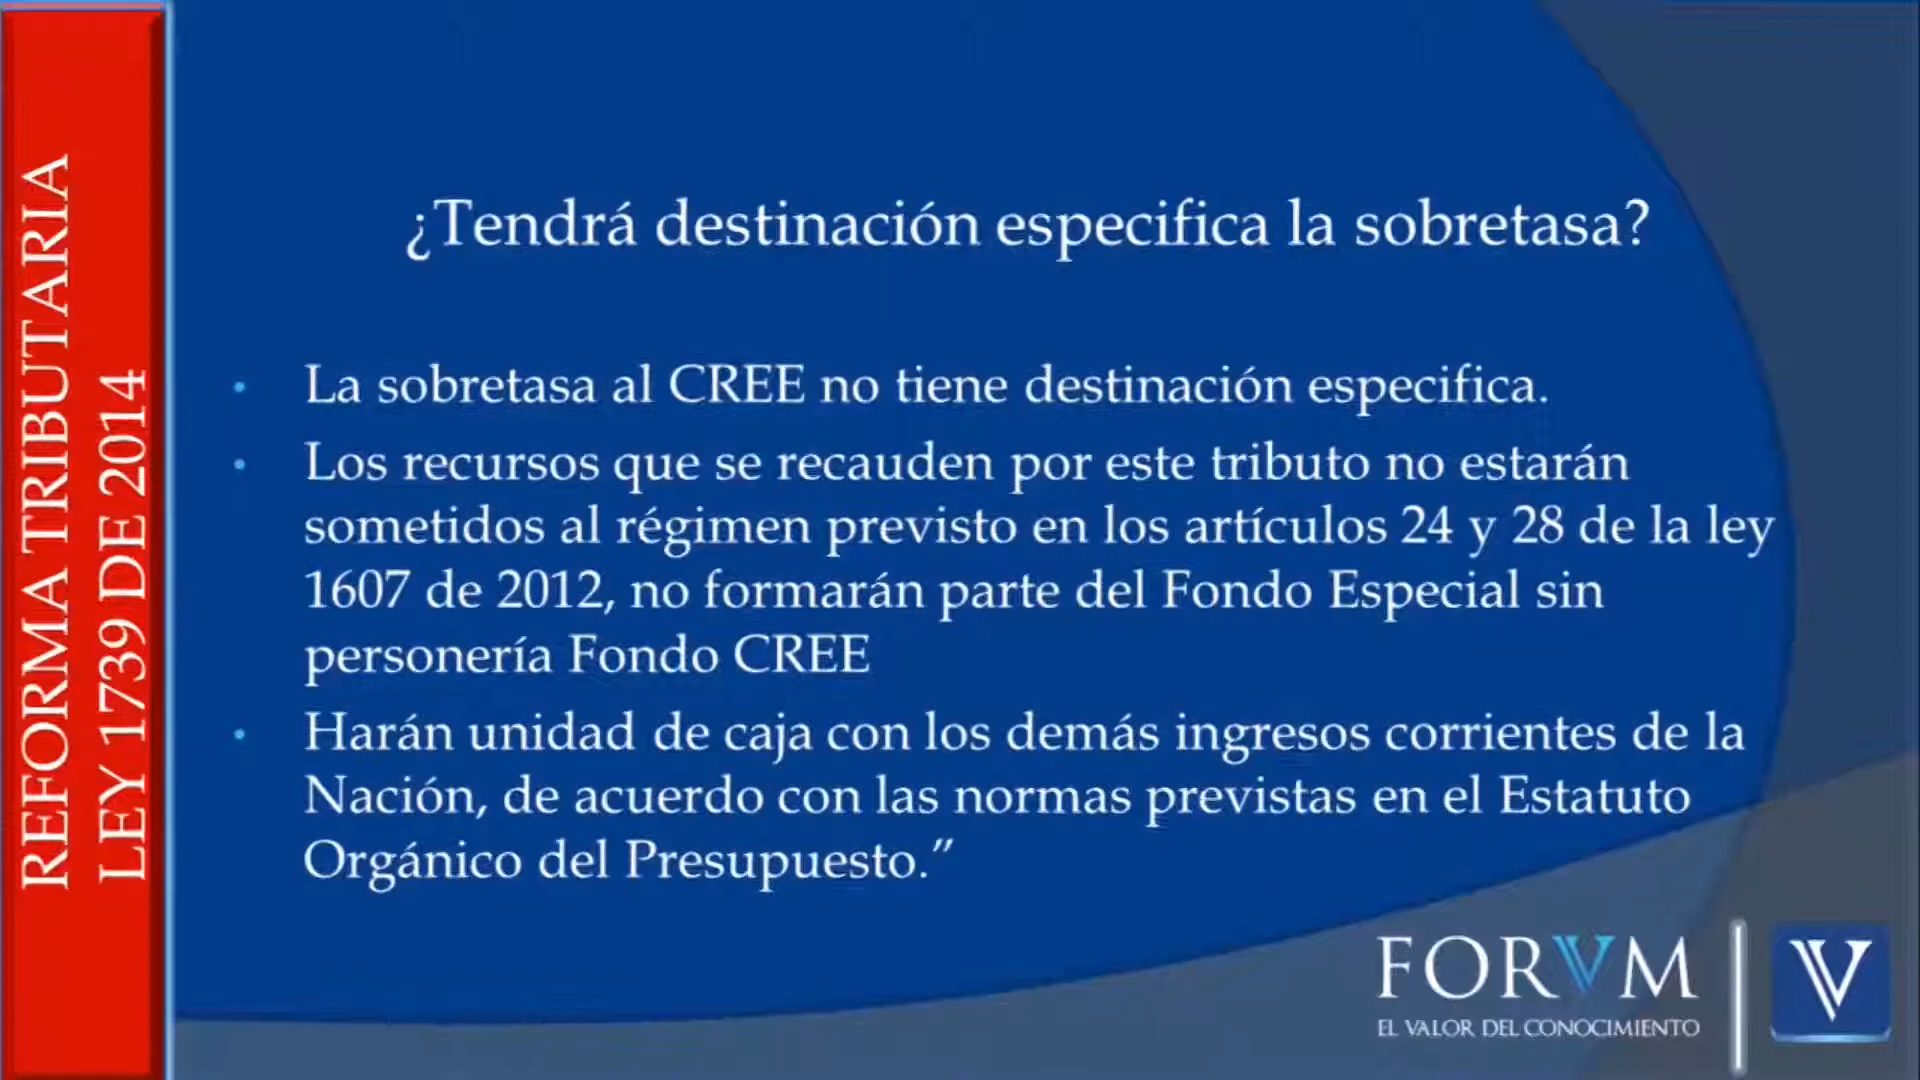 REFORMA TRIBUTARIA
LEY 1739 DE 2014
¿Tendrá destinación especifica la sobretasa?
• La sobretasa al CREE no tiene destinación especifica.
• Los recursos que se recauden por este tributo no estarán
sometidos al régimen previsto en los artículos 24 y 28 de la ley
1607 de 2012, no formarán parte del Fondo Especial sin
personería Fondo CREE
• Harán unidad de caja con los demás ingresos corrientes de la
Nación, de acuerdo con las normas previstas en el Estatuto
Orgánico del Presupuesto.”
FORVM
EL VALOR DEL CONOCIMIENTO
V